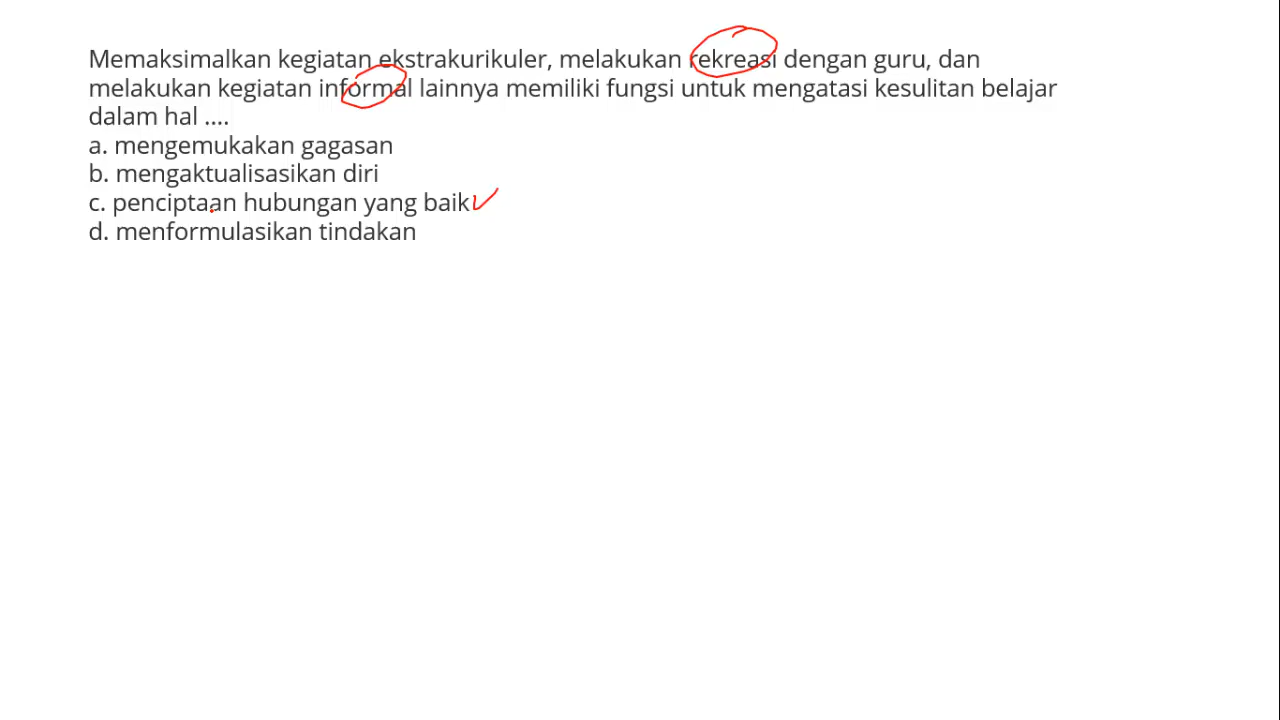 Memaksimalkan kegiatan ekstrakurikuler, melakukan rekreasi dengan guru, dan
melakukan kegiatan informal lainnya memiliki fungsi untuk mengatasi kesulitan belajar
dalam hal ....
a. mengemukakan gagasan
b. mengaktualisasikan diri
c. penciptaan hubungan yang baik
d. menformulasikan tindakan